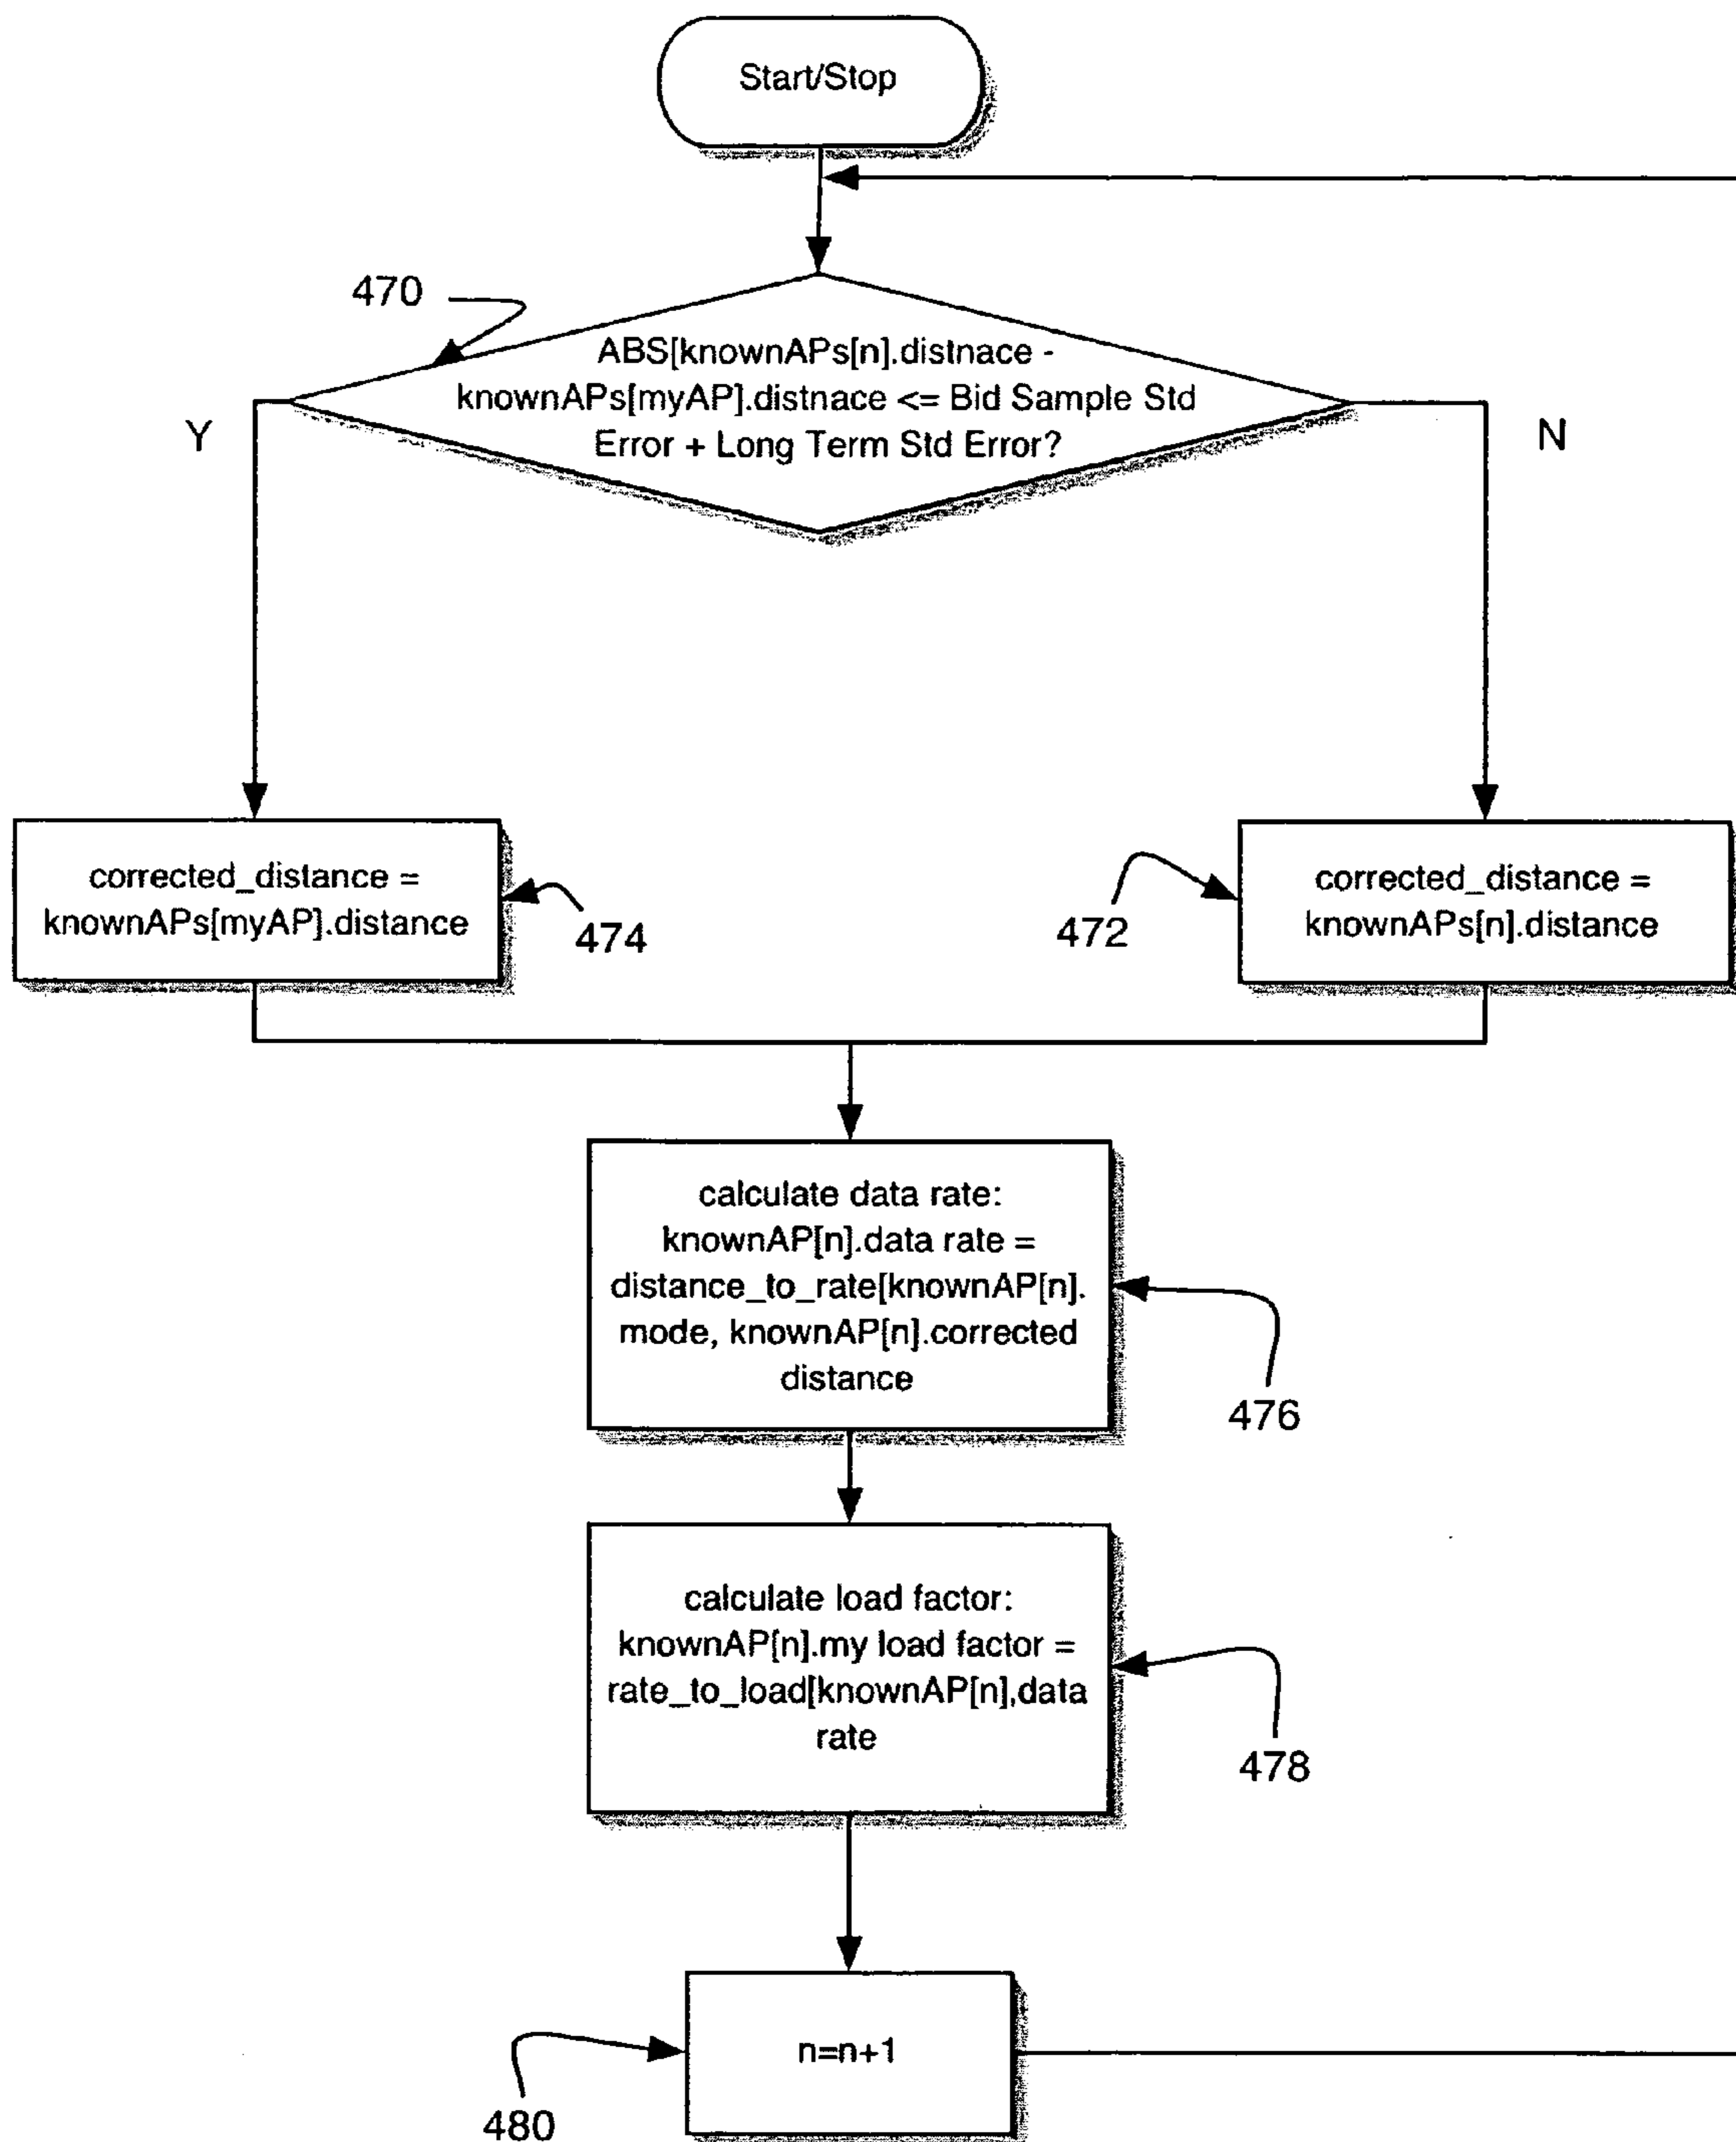 Start/Stop
470
ABS[knownAPs[n].distnace -
knownAPs[myAP].distnace <= Bid Sample Std
Error + Long Term Std Error?
Y
N
corrected_distance =
knownAPs[myAP].distance
474
472
corrected_distance =
knownAPs[n].distance
calculate data rate:
knownAP[n].data rate =
distance_to_rate[knownAP[n].
mode, knownAP[n].corrected
distance
476
calculate load factor:
knownAP[n].my load factor =
rate_to_load[knownAP[n],data
rate
478
n=n+1
480